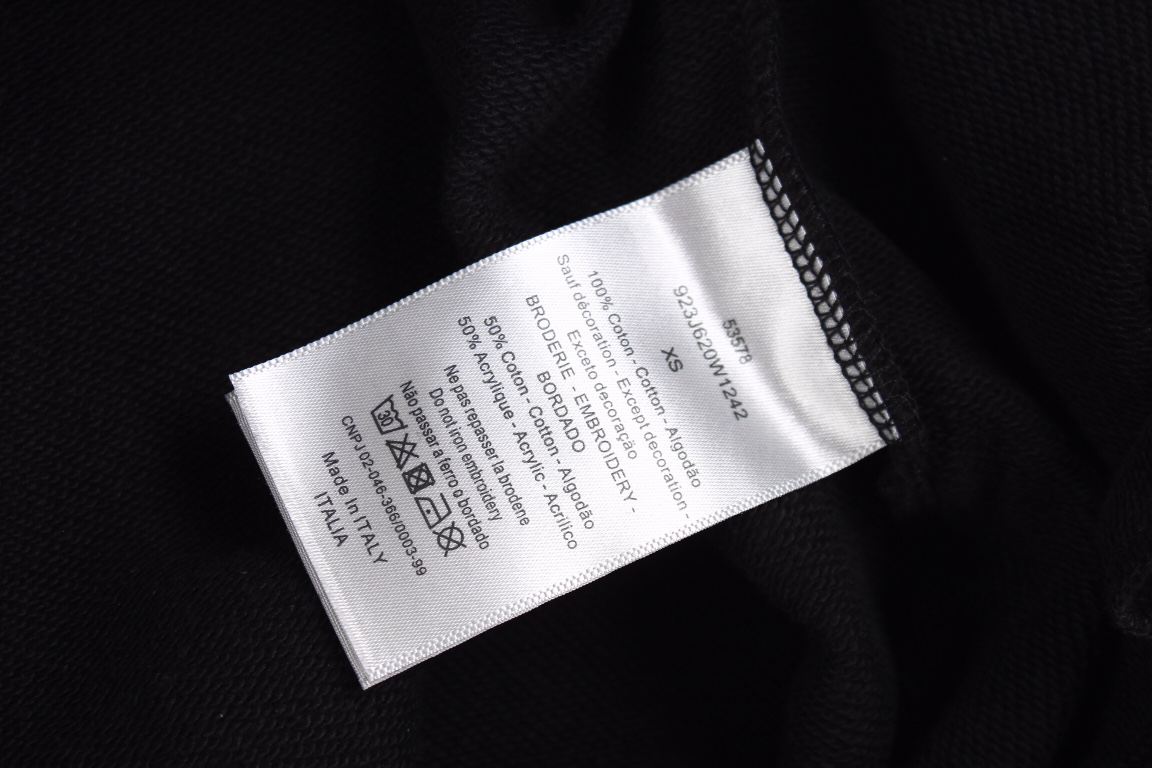 53578
923J620W1242
XS
100% Coton - Cotton - Algodão
Sauf décoration - Except decoration -
Exceto decoração
BRODERIE - EMBROIDERY -
BORDADO
50% Coton - Cotton - Algodão
50% Acrylique - Acrylic - Acrilico
Ne pas repasser la broderie
Do not iron embroidery
Não passar a ferro o bordado
30
CNPJ 02-046-366/0003-99
Made in ITALY
ITALIA